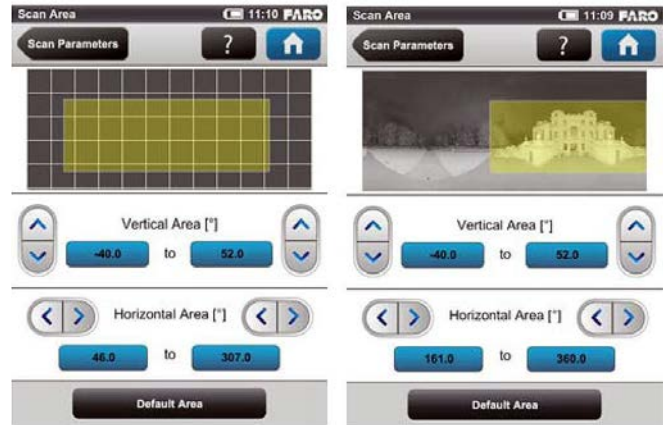 Scan Area 11:10 FARO
Scan Parameters ?
Vertical Area [°]
-40.0 to 52.0
Horizontal Area [°]
46.0 to 307.0
Default Area
Scan Area 11:09 FARO
Scan Parameters ?
Vertical Area [°]
-40.0 to 52.0
Horizontal Area [°]
161.0 to 360.0
Default Area